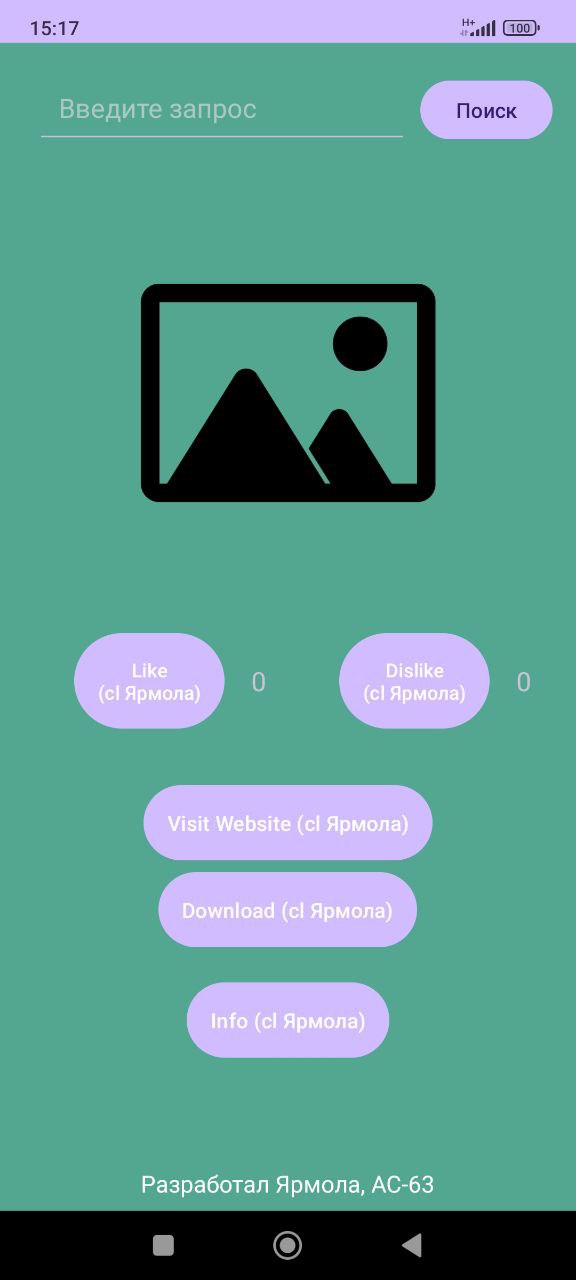 15:17
H+
100
Введите запрос
Поиск
Like
(cl Ярмола)
0
Dislike
(cl Ярмола)
0
Visit Website (cl Ярмола)
Download (cl Ярмола)
Info (cl Ярмола)
Разработал Ярмола, АС-63